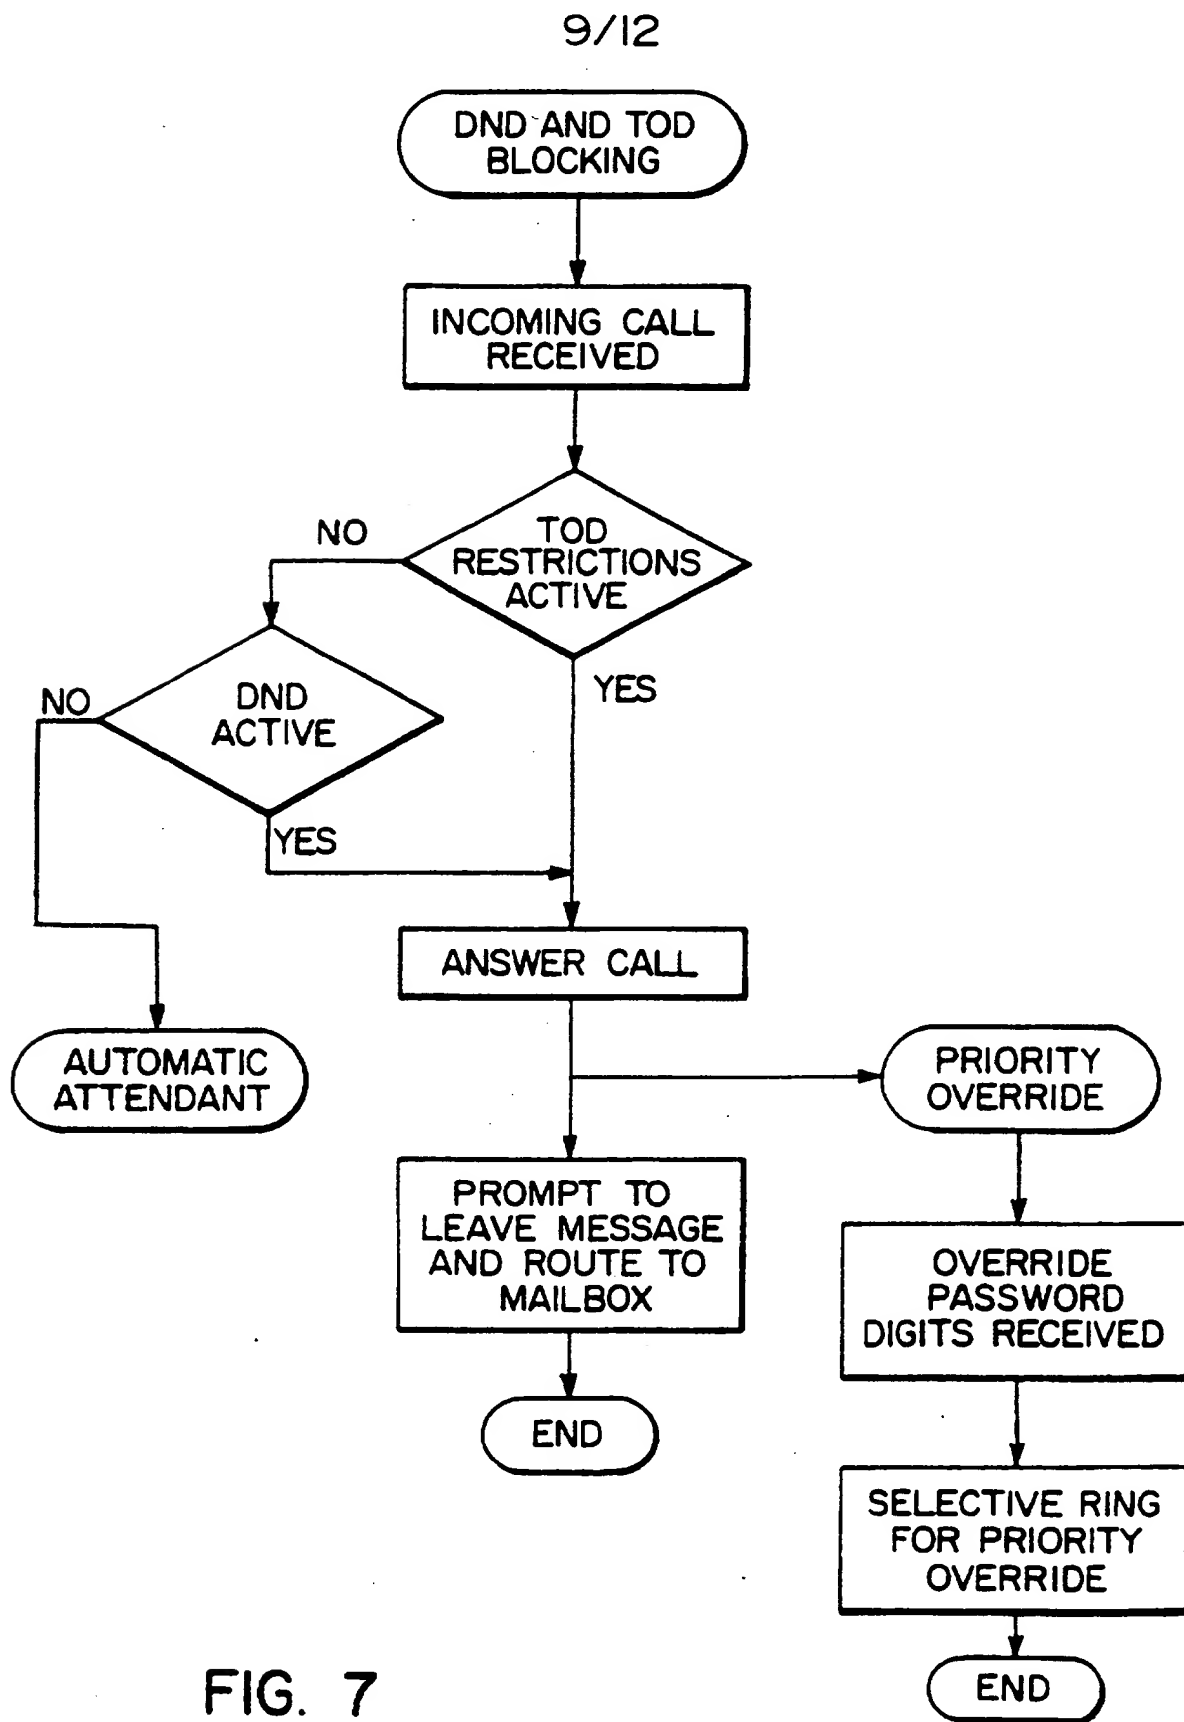 9/12
DND AND TOD
BLOCKING
INCOMING CALL
RECEIVED
NO
TOD
RESTRICTIONS
ACTIVE
YES
NO
DND
ACTIVE
YES
ANSWER CALL
AUTOMATIC
ATTENDANT
PRIORITY
OVERRIDE
PROMPT TO
LEAVE MESSAGE
AND ROUTE TO
MAILBOX
OVERRIDE
PASSWORD
DIGITS RECEIVED
END
SELECTIVE RING
FOR PRIORITY
OVERRIDE
END
FIG. 7